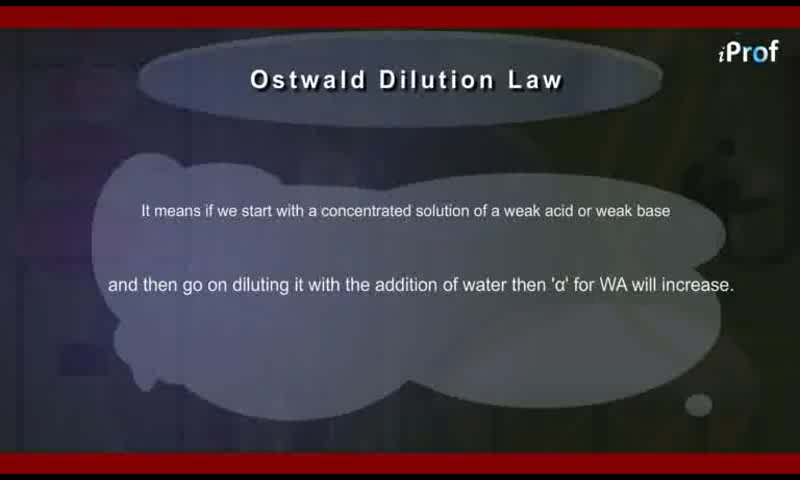 iProf
Ostwald Dilution Law
It means if we start with a concentrated solution of a weak acid or weak base
and then go on diluting it with the addition of water then 'α' for WA will increase.